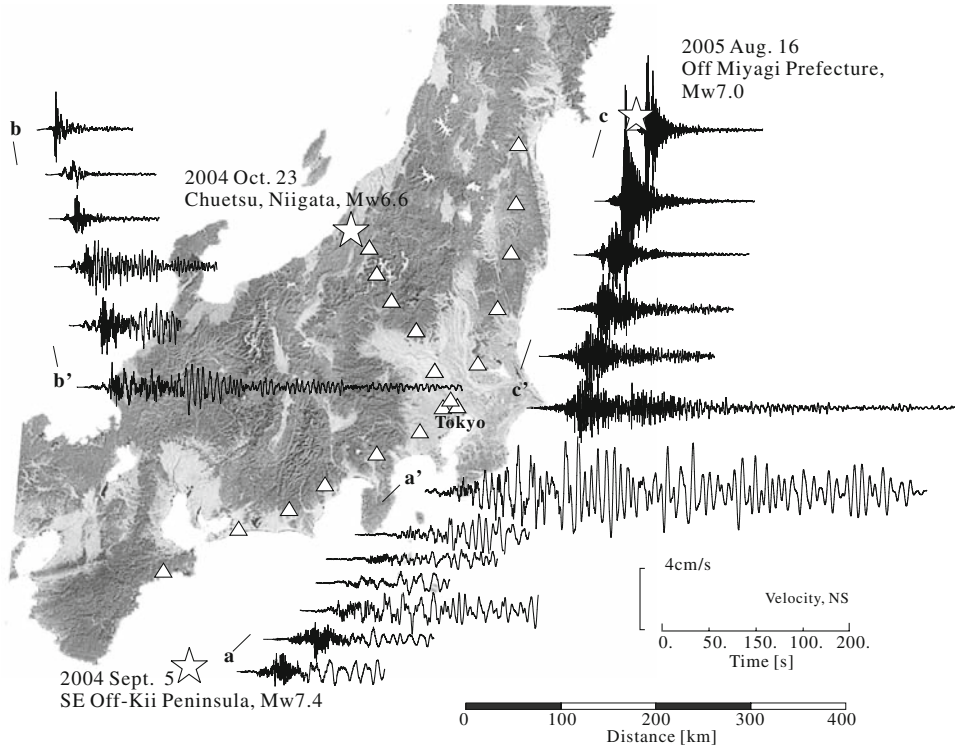 2005 Aug. 16
Off Miyagi Prefecture,
Mw7.0
c
b
2004 Oct. 23
Chuetsu, Niigata, Mw6.6
b'
c'
Tokyo
a'
4cm/s
Velocity, NS
0. 50. 150. 100. 200.
Time [s]
a
2004 Sept. 5
SE Off-Kii Peninsula, Mw7.4
0 100 200 300 400
Distance [km]